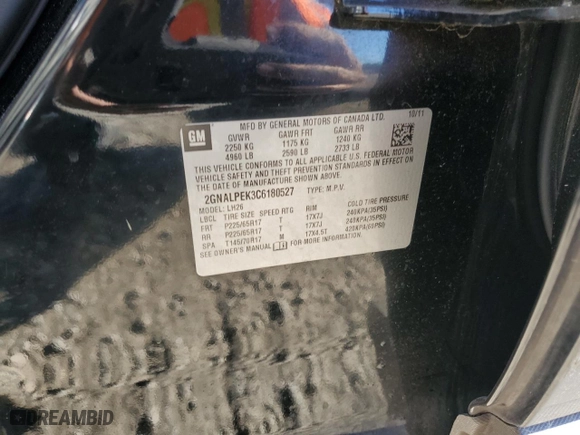 MFD BY GENERAL MOTORS OF CANADA LTD. 10/11
GM
GVWR GAWR FRT GAWR RR
2250 KG 1175 KG 1240 KG
4960 LB 2590 LB 2733 LB
THIS VEHICLE CONFORMS TO ALL APPLICABLE U.S. FEDERAL MOTOR
VEHICLE SAFETY AND THEFT PREVENTION STANDARDS IN EFFECT ON
THE DATE OF MANUFACTURE SHOWN ABOVE.
2GNALPEK3C6180527 TYPE: M.P.V.
MODEL: LH26
LBCL TIRE SIZE SPEED RTG RIM COLD TIRE PRESSURE
FRT P225/65R17 T 17X7J 240KPA(35PSI)
RR P225/65R17 T 17X7J 240KPA(35PSI)
SPA T145/70R17 M 17X4.5T 420KPA(60PSI)
SEE OWNER'S MANUAL
DREAMBID